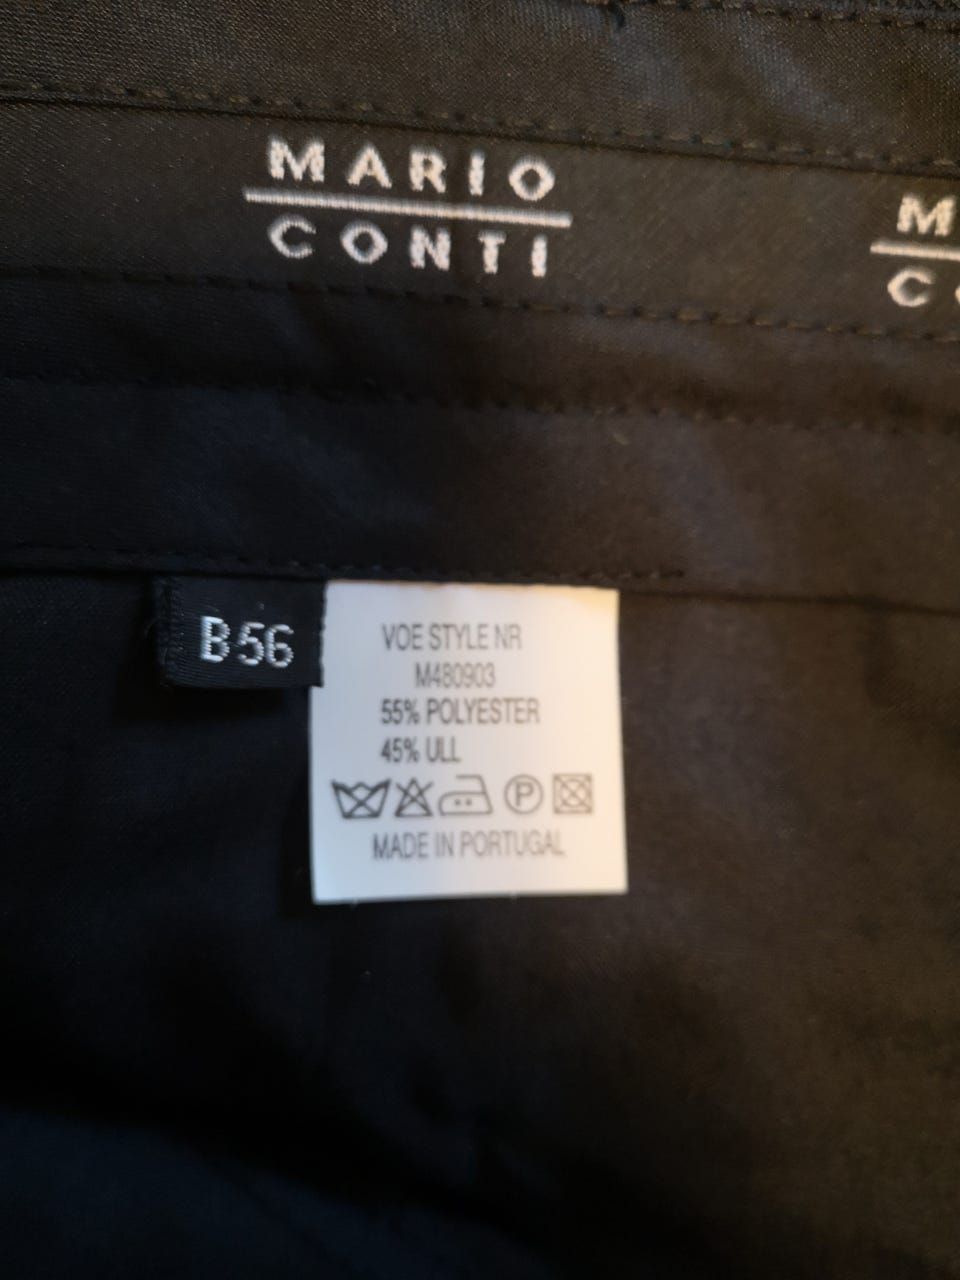 MARIO
CONTI
M
C
B56
VOE STYLE NR
M480903
55% POLYESTER
45% ULL
P
MADE IN PORTUGAL